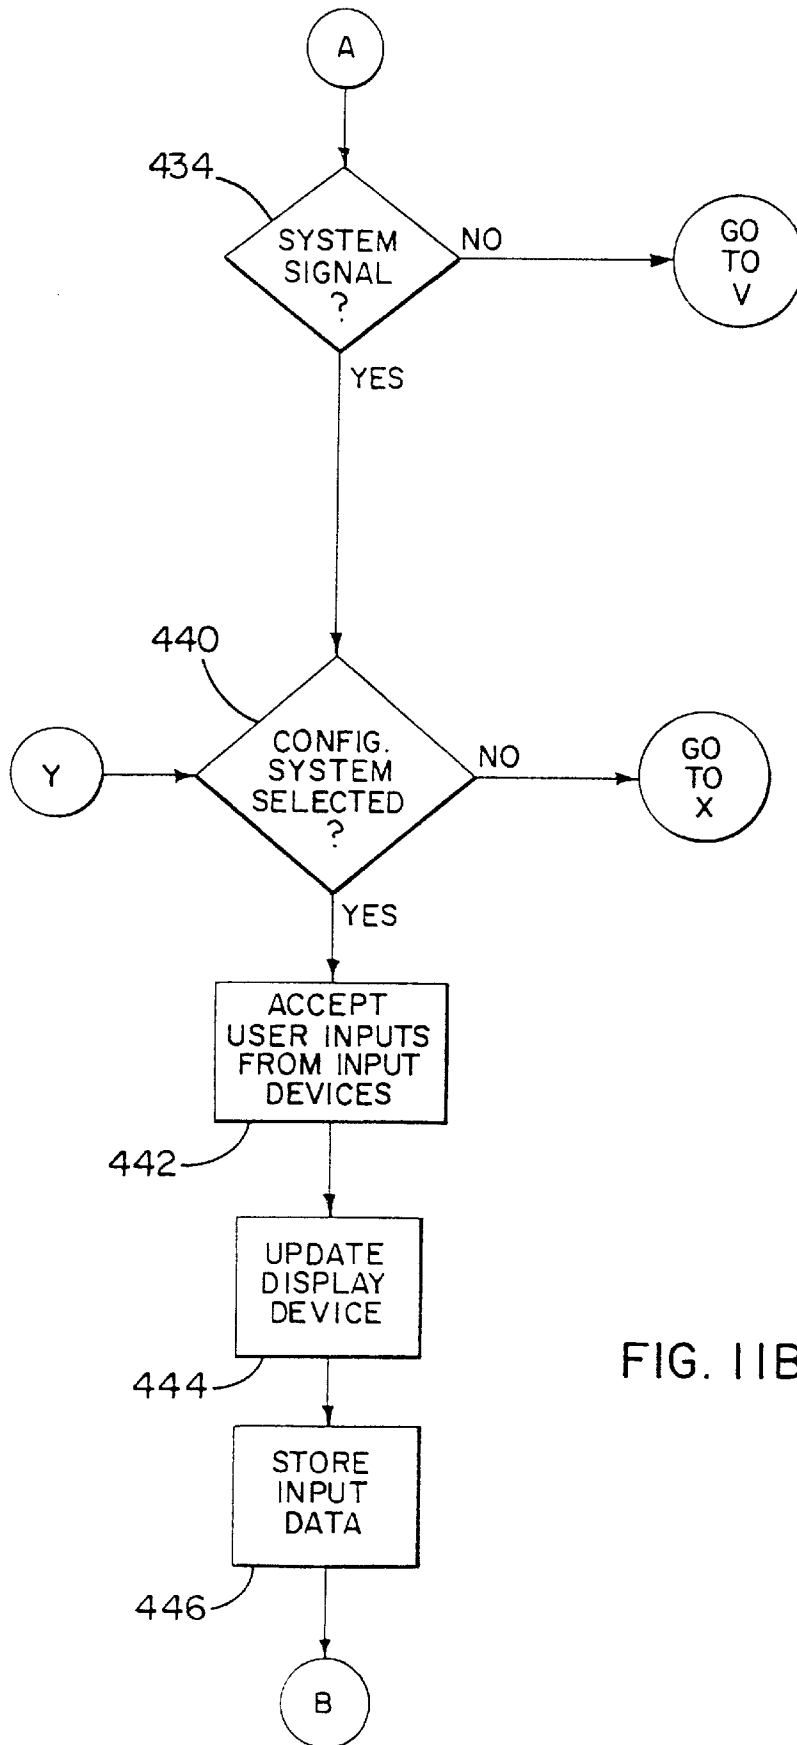 A
434
SYSTEM
SIGNAL
?
NO
GO
TO
V
YES
440
Y
CONFIG.
SYSTEM
SELECTED
?
NO
GO
TO
X
YES
ACCEPT
USER INPUTS
FROM INPUT
DEVICES
442
UPDATE
DISPLAY
DEVICE
444
FIG. 11B
STORE
INPUT
DATA
446
B